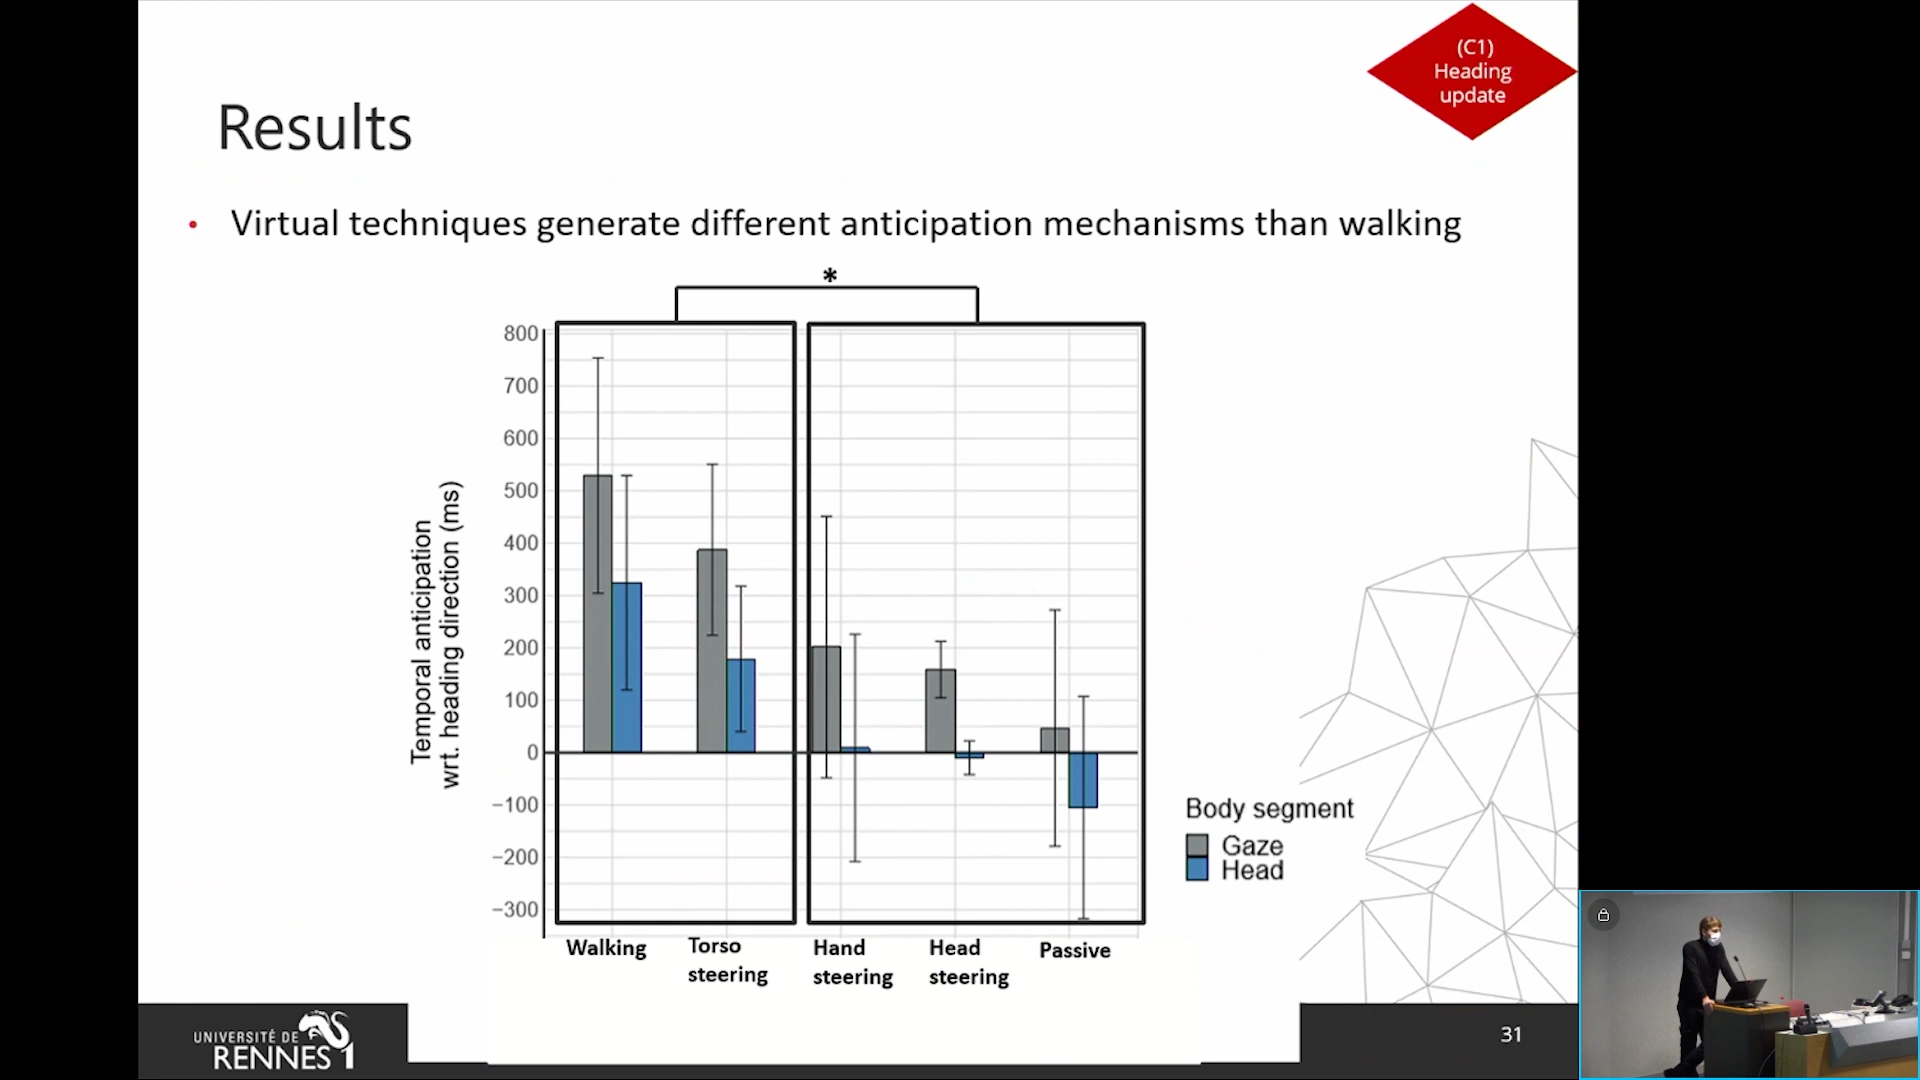 (C1)
Heading
update
Results
• Virtual techniques generate different anticipation mechanisms than walking
*
800
700
600
500
400
300
200
100
0
−100
−200
−300
Temporal anticipation
wrt. heading direction (ms)
Walking
Torso
steering
Hand
steering
Head
steering
Passive
Body segment
Gaze
Head
UNIVERSITÉ DE
RENNES 1
31